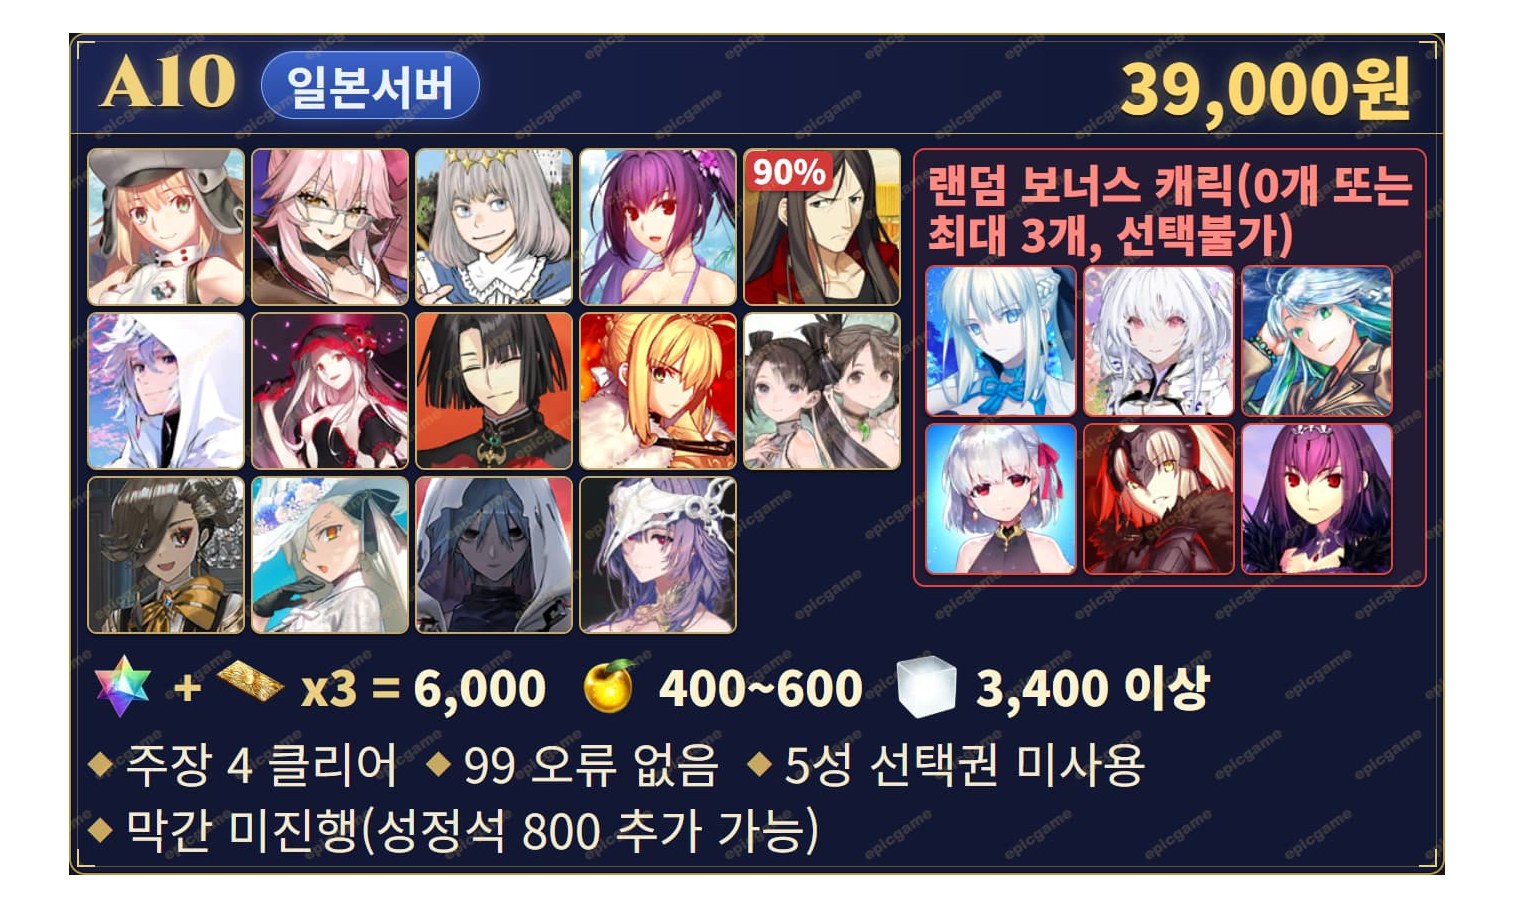 A10 일본서버 39,000원
90%
랜덤 보너스 캐릭(0개 또는
최대 3개, 선택불가)
+ x3 = 6,000 400~600 3,400 이상
◆ 주장 4 클리어 ◆ 99 오류 없음 ◆ 5성 선택권 미사용
◆ 막간 미진행(성정석 800 추가 가능)
epicgame